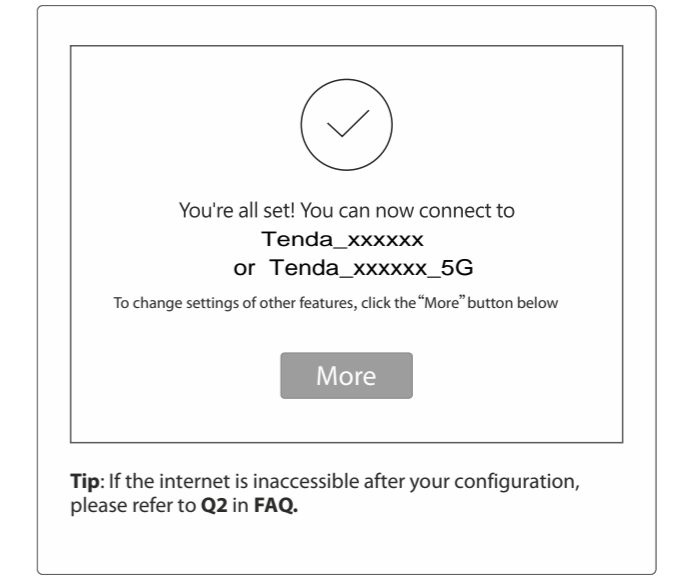 You're all set! You can now connect to
Tenda_xxxxxx
or Tenda_xxxxxx_5G
To change settings of other features, click the “More” button below
More
Tip: If the internet is inaccessible after your configuration,
please refer to Q2 in FAQ.